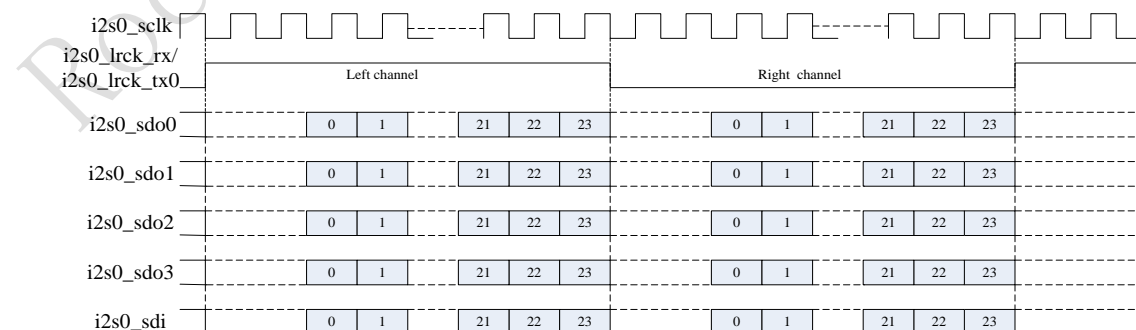 i2s0_sclk
i2s0_lrck_rx/
i2s0_lrck_tx0
Left channel Right channel
i2s0_sdo0 0 1 21 22 23 0 1 21 22 23
i2s0_sdo1 0 1 21 22 23 0 1 21 22 23
i2s0_sdo2 0 1 21 22 23 0 1 21 22 23
i2s0_sdo3 0 1 21 22 23 0 1 21 22 23
i2s0_sdi 0 1 21 22 23 0 1 21 22 23